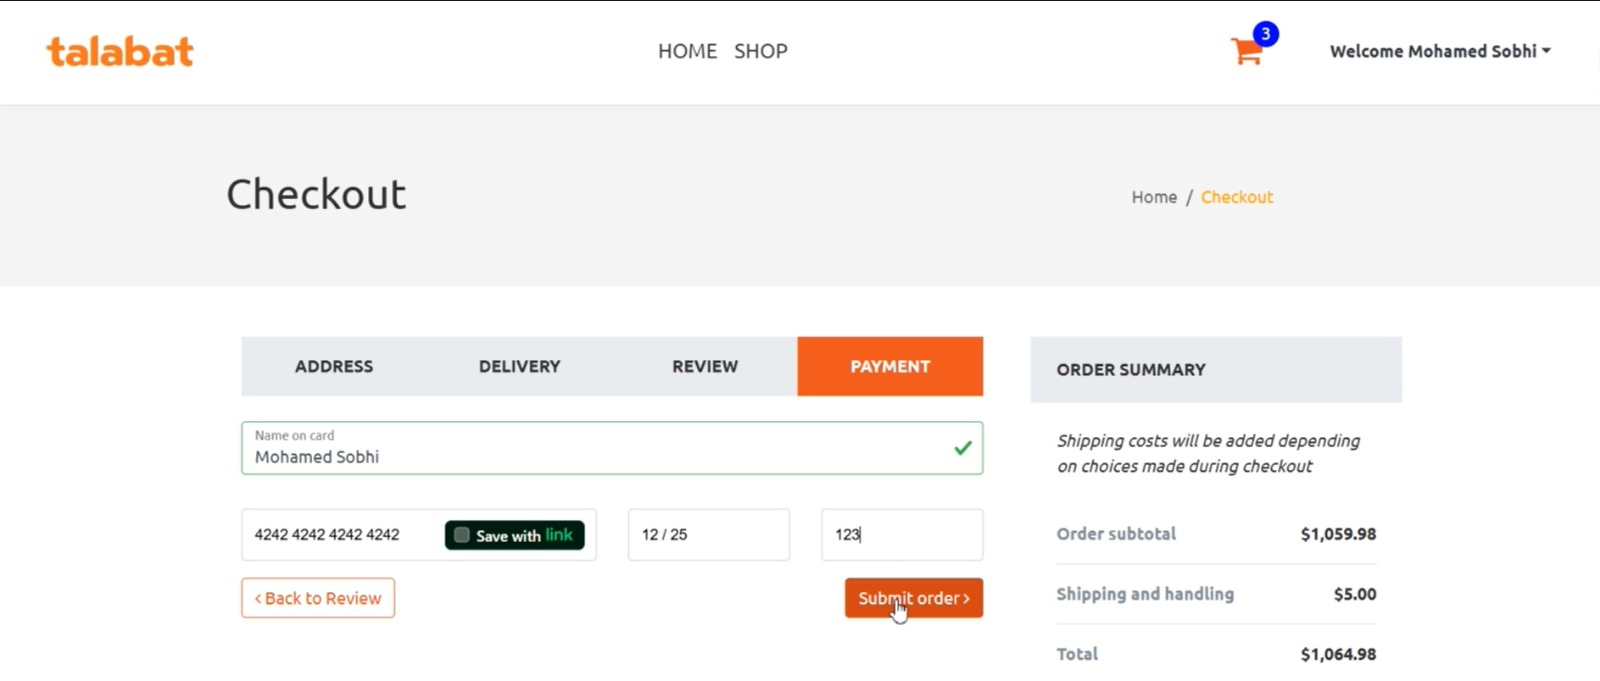 talabat
HOME SHOP
3
Welcome Mohamed Sobhi
Checkout
Home / Checkout
ADDRESS DELIVERY REVIEW PAYMENT
Name on card
Mohamed Sobhi
4242 4242 4242 4242 Save with link 12 / 25 123
< Back to Review Submit order >
ORDER SUMMARY
Shipping costs will be added depending
on choices made during checkout
Order subtotal $1,059.98
Shipping and handling $5.00
Total $1,064.98